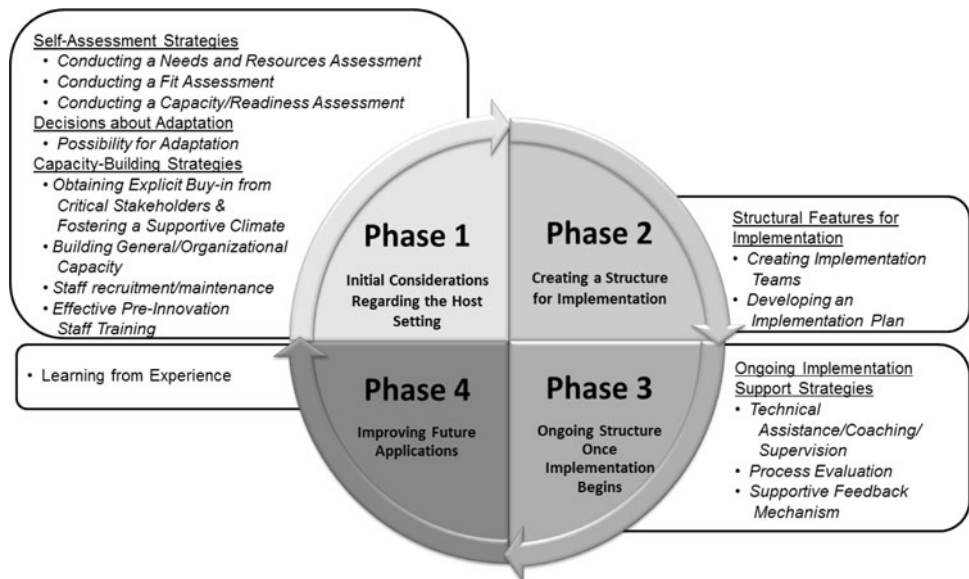 Self-Assessment Strategies
• Conducting a Needs and Resources Assessment
• Conducting a Fit Assessment
• Conducting a Capacity/Readiness Assessment
Decisions about Adaptation
• Possibility for Adaptation
Capacity-Building Strategies
• Obtaining Explicit Buy-in from
Critical Stakeholders &
Fostering a Supportive Climate
• Building General/Organizational
Capacity
• Staff recruitment/maintenance
• Effective Pre-Innovation
Staff Training
Phase 1
Initial Considerations
Regarding the Host
Setting
Phase 2
Creating a Structure
for Implementation
Structural Features for
Implementation
• Creating Implementation
Teams
• Developing an
Implementation Plan
Phase 3
Ongoing Structure
Once
Implementation
Begins
Ongoing Implementation
Support Strategies
• Technical
Assistance/Coaching/
Supervision
• Process Evaluation
• Supportive Feedback
Mechanism
Phase 4
Improving Future
Applications
• Learning from Experience